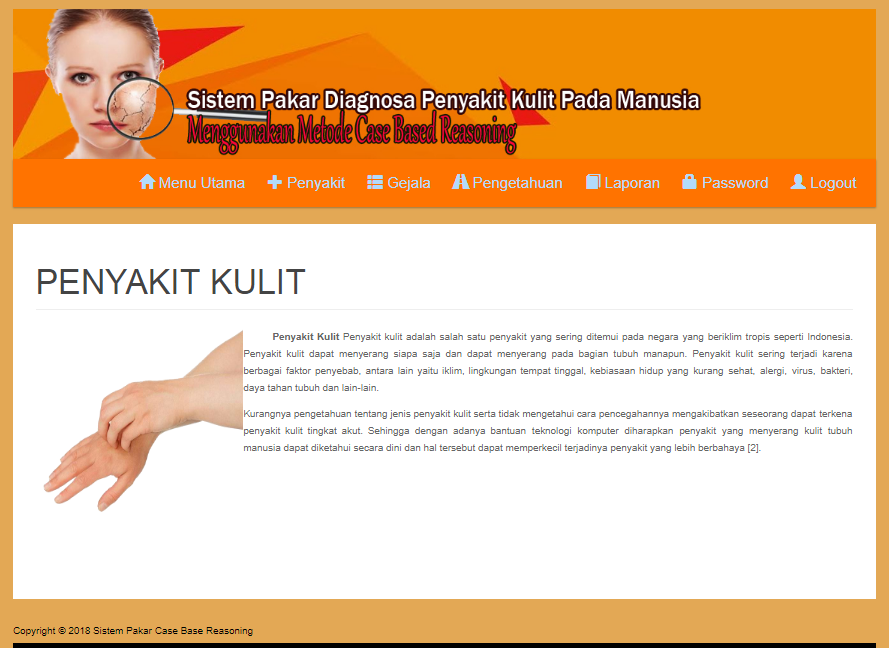 Sistem Pakar Diagnosa Penyakit Kulit Pada Manusia
Menggunakan Metode Case Based Reasoning
Menu Utama Penyakit Gejala Pengetahuan Laporan Password Logout
PENYAKIT KULIT
Penyakit Kulit Penyakit kulit adalah salah satu penyakit yang sering ditemui pada negara yang beriklim tropis seperti Indonesia.
Penyakit kulit dapat menyerang siapa saja dan dapat menyerang pada bagian tubuh manapun. Penyakit kulit sering terjadi karena
berbagai faktor penyebab, antara lain yaitu iklim, lingkungan tempat tinggal, kebiasaan hidup yang kurang sehat, alergi, virus, bakteri,
daya tahan tubuh dan lain-lain.
Kurangnya pengetahuan tentang jenis penyakit kulit serta tidak mengetahui cara pencegahannya mengakibatkan seseorang dapat terkena
penyakit kulit tingkat akut. Sehingga dengan adanya bantuan teknologi komputer diharapkan penyakit yang menyerang kulit tubuh
manusia dapat diketahui secara dini dan hal tersebut dapat memperkecil terjadinya penyakit yang lebih berbahaya [2].
Copyright © 2018 Sistem Pakar Case Base Reasoning